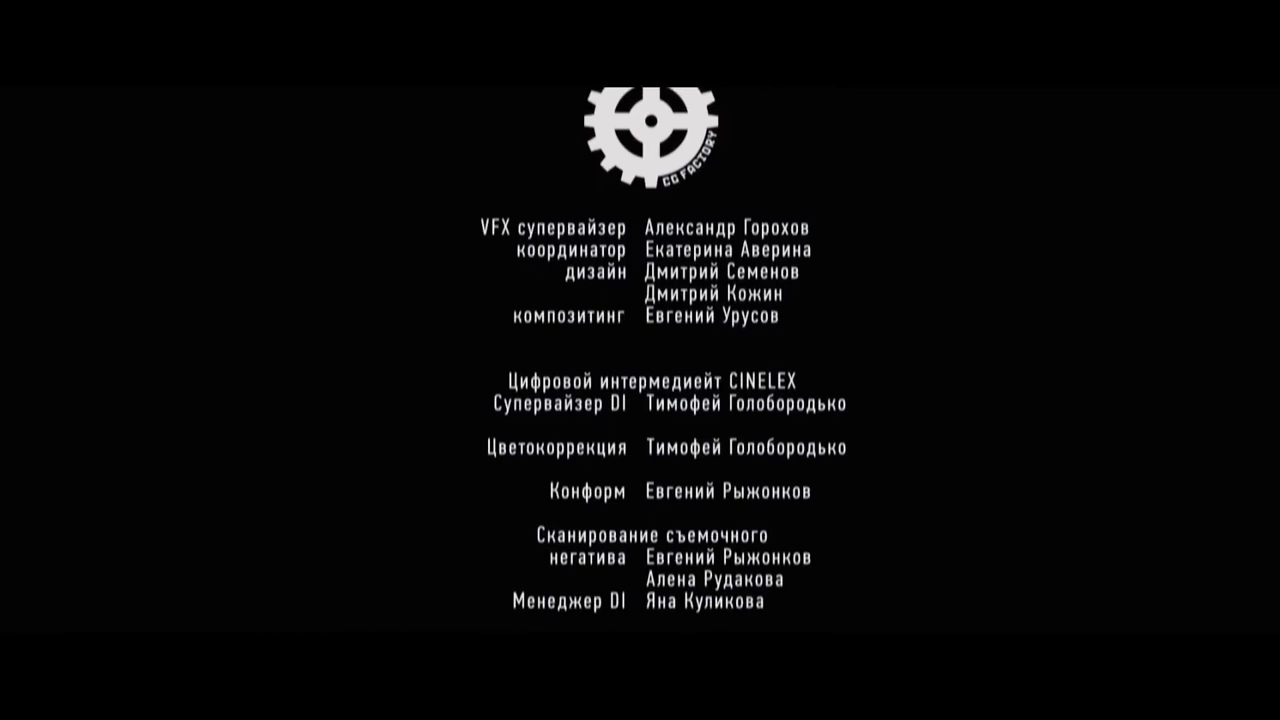 CG FACTORY
VFX супервайзер Александр Горохов
координатор Екатерина Аверина
дизайн Дмитрий Семенов
Дмитрий Кожин
композитинг Евгений Урусов
Цифровой интермедиейт CINELEX
Супервайзер DI Тимофей Голобородько
Цветокоррекция Тимофей Голобородько
Конформ Евгений Рыжонков
Сканирование съемочного
негатива Евгений Рыжонков
Алена Рудакова
Менеджер DI Яна Куликова